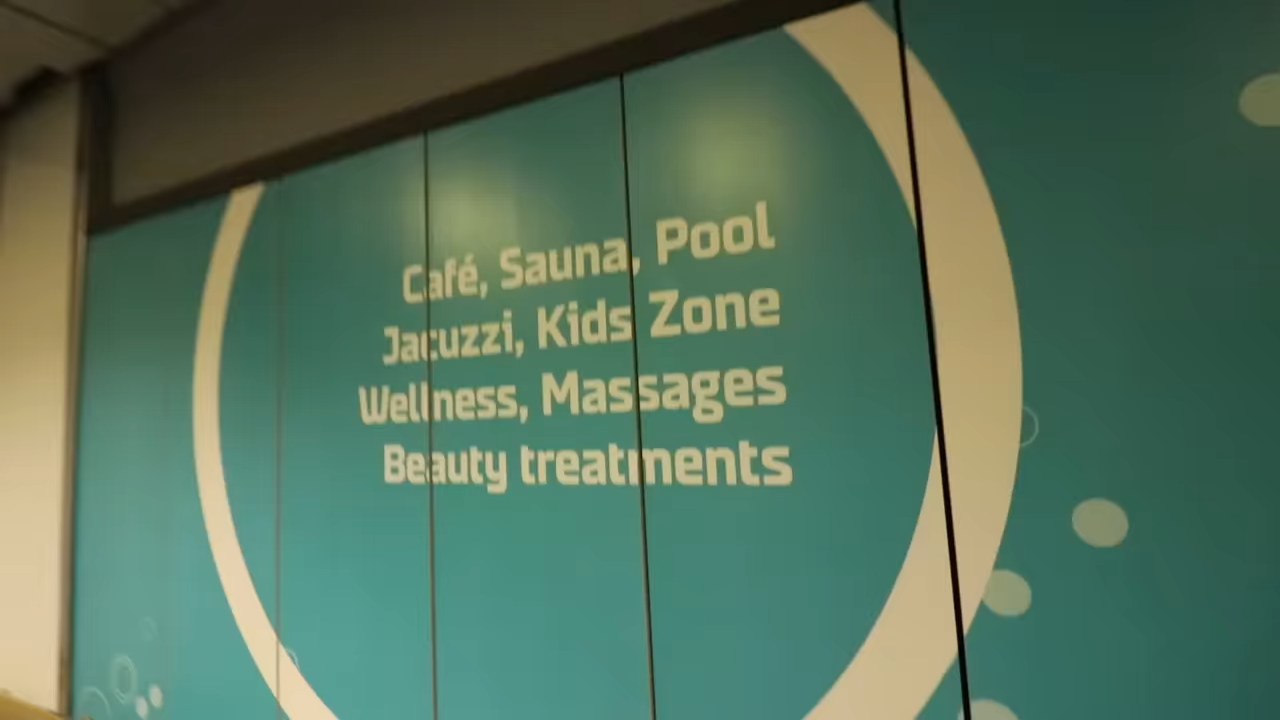 Café, Sauna, Pool
Jacuzzi, Kids Zone
Wellness, Massages
Beauty treatments